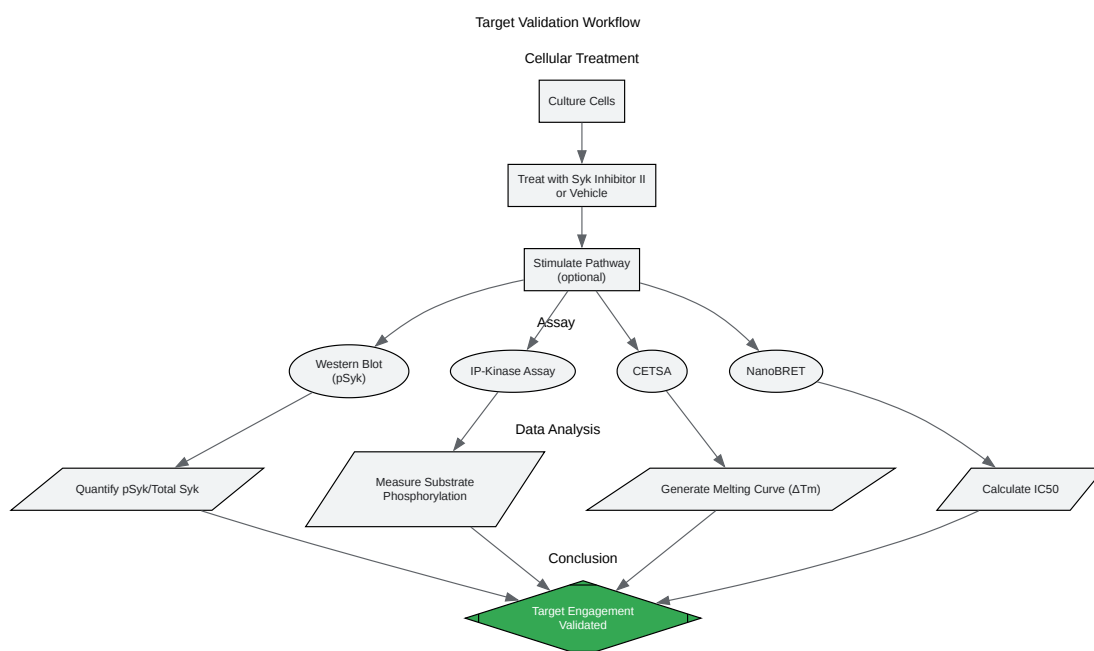 Target Validation Workflow
Cellular Treatment
Culture Cells
Treat with Syk Inhibitor II
or Vehicle
Stimulate Pathway
(optional)
Assay
Western Blot
(pSyk)
IP-Kinase Assay
CETSA
NanoBRET
Data Analysis
Quantify pSyk/Total Syk
Measure Substrate
Phosphorylation
Generate Melting Curve (ΔTm)
Calculate IC50
Conclusion
Target Engagement
Validated